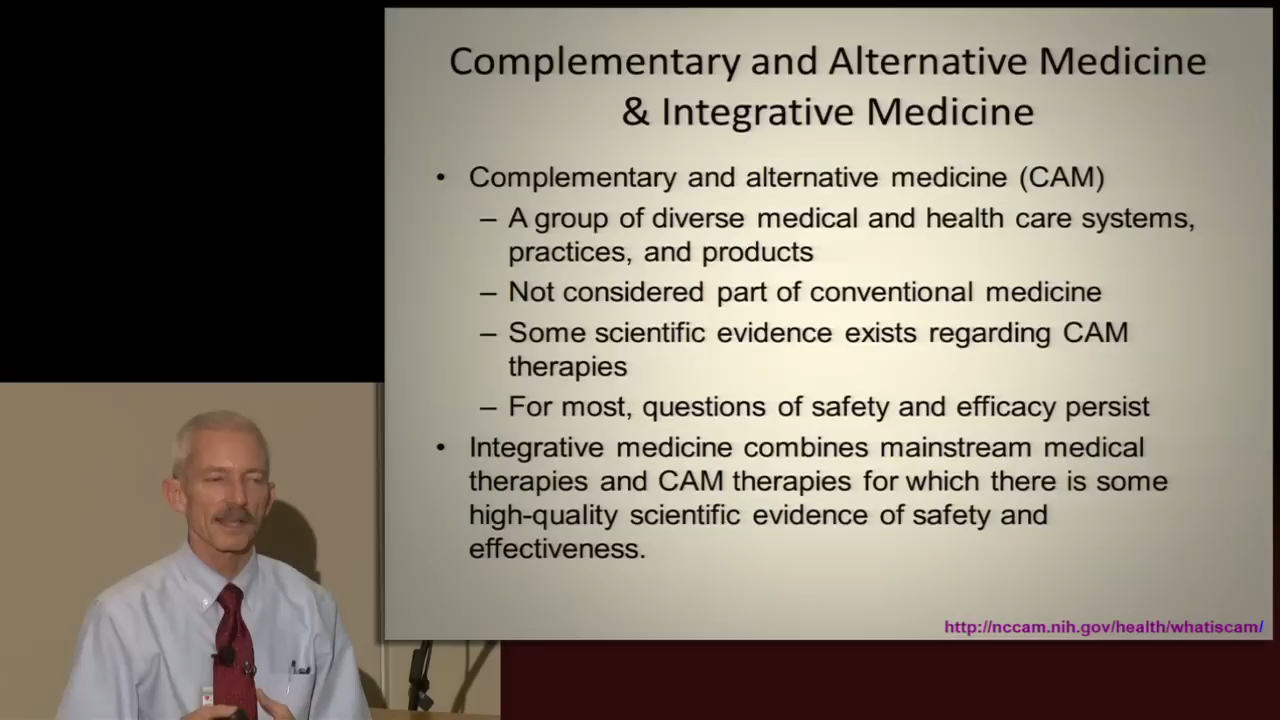 Complementary and Alternative Medicine
& Integrative Medicine
• Complementary and alternative medicine (CAM)
– A group of diverse medical and health care systems,
practices, and products
– Not considered part of conventional medicine
– Some scientific evidence exists regarding CAM
therapies
– For most, questions of safety and efficacy persist
• Integrative medicine combines mainstream medical
therapies and CAM therapies for which there is some
high-quality scientific evidence of safety and
effectiveness.
http://nccam.nih.gov/health/whatiscam/